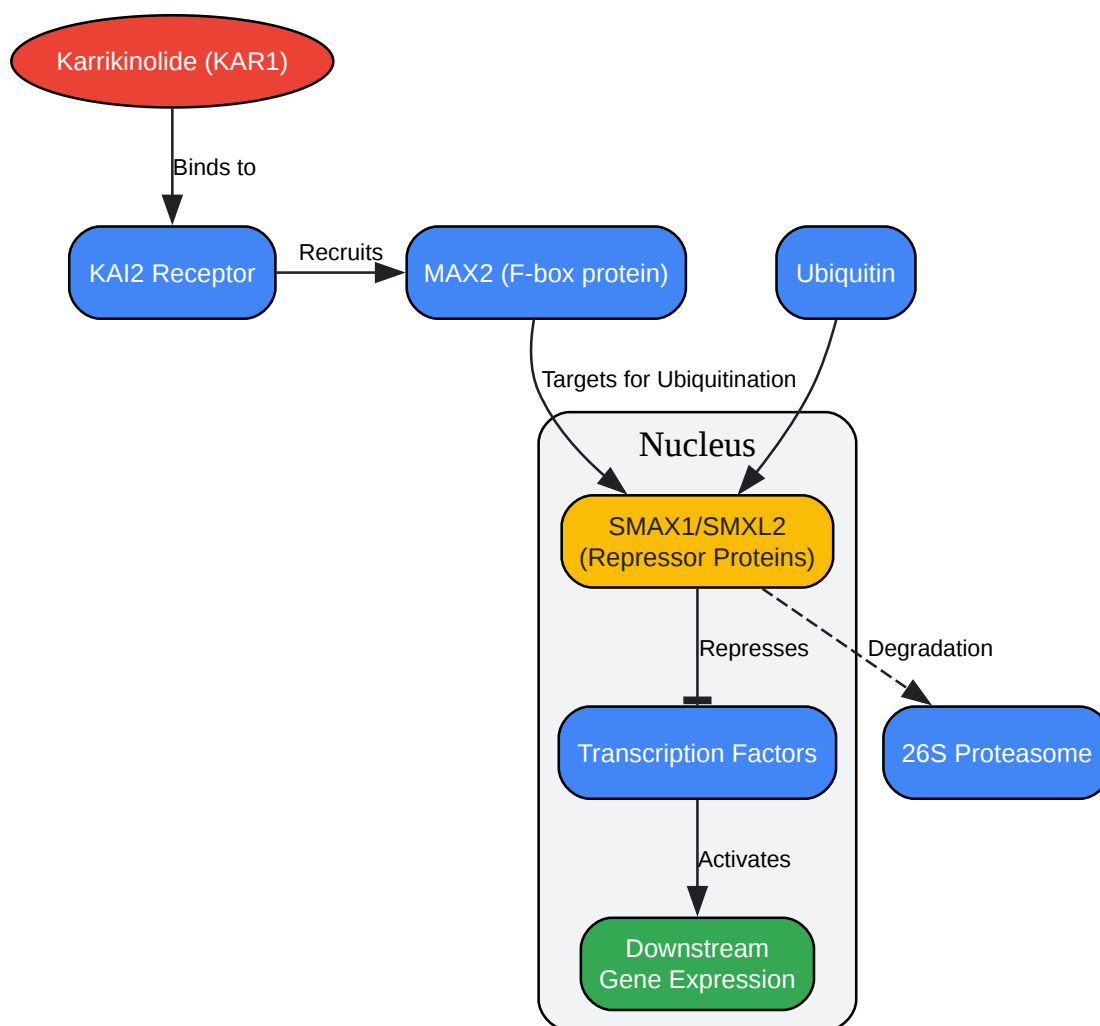 Karrikinolide (KAR1)
Binds to
KAI2 Receptor
Recruits
MAX2 (F-box protein)
Ubiquitin
Targets for Ubiquitination
Nucleus
SMAX1/SMXL2
(Repressor Proteins)
Represses
Degradation
Transcription Factors
26S Proteasome
Activates
Downstream
Gene Expression